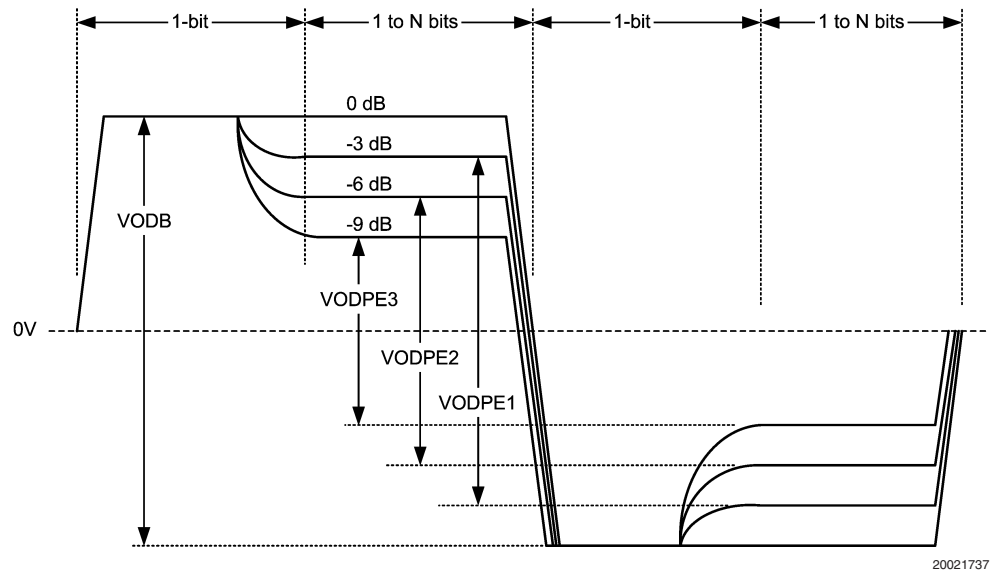 1-bit
1 to N bits
1-bit
1 to N bits
0 dB
-3 dB
-6 dB
-9 dB
VODB
VODPE3
0V
VODPE2
VODPE1
20021737